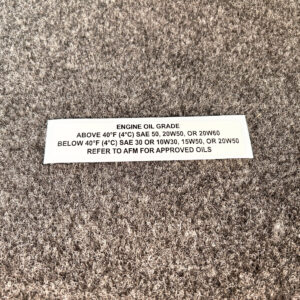 ENGINE OIL GRADE
ABOVE 40°F (4°C) SAE 50, 20W50, OR 20W60
BELOW 40°F (4°C) SAE 30 OR 10W30, 15W50, OR 20W50
REFER TO AFM FOR APPROVED OILS